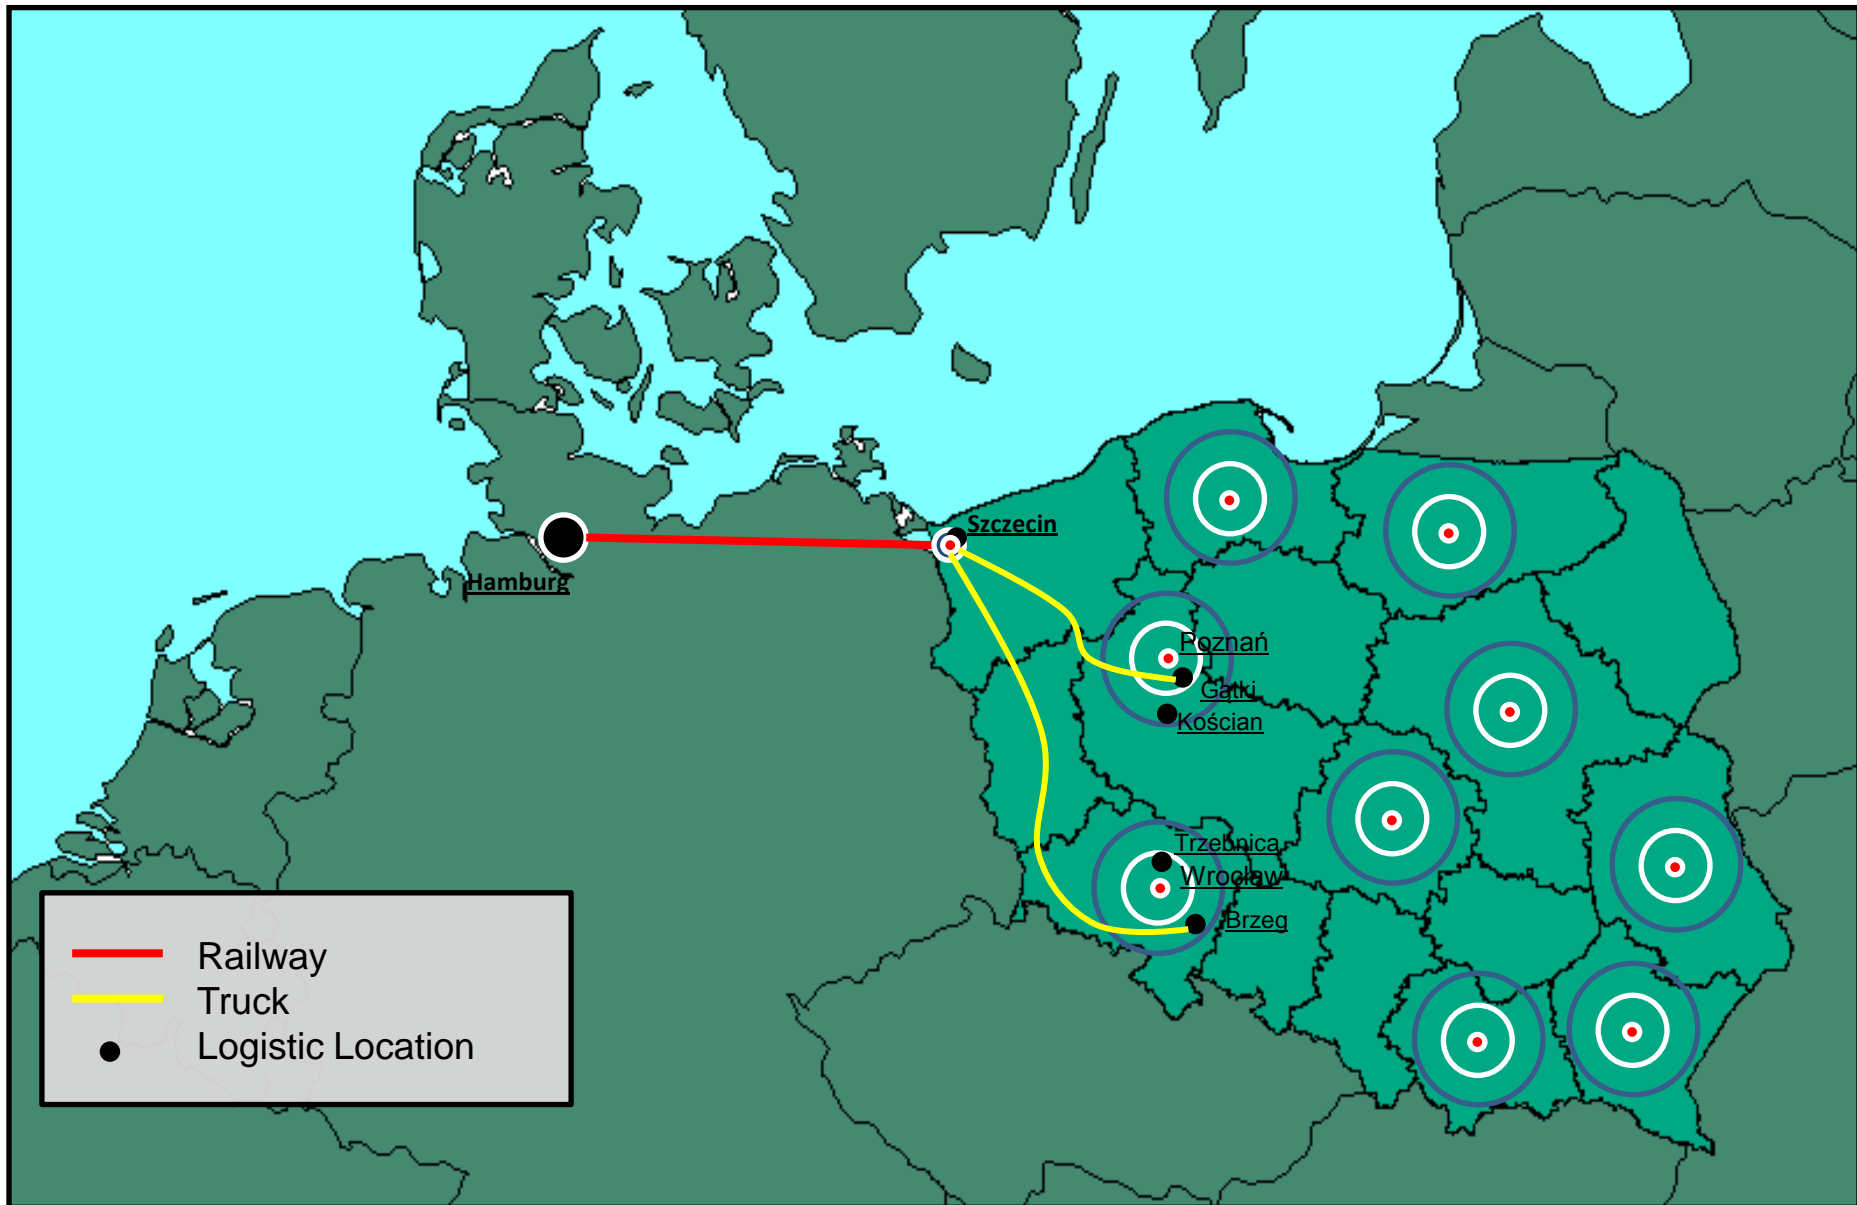 Szczecin
Hamburg
Poznań
Gątki
Kościan
Trzebnica
Wrocław
Brzeg
Railway
Truck
Logistic Location